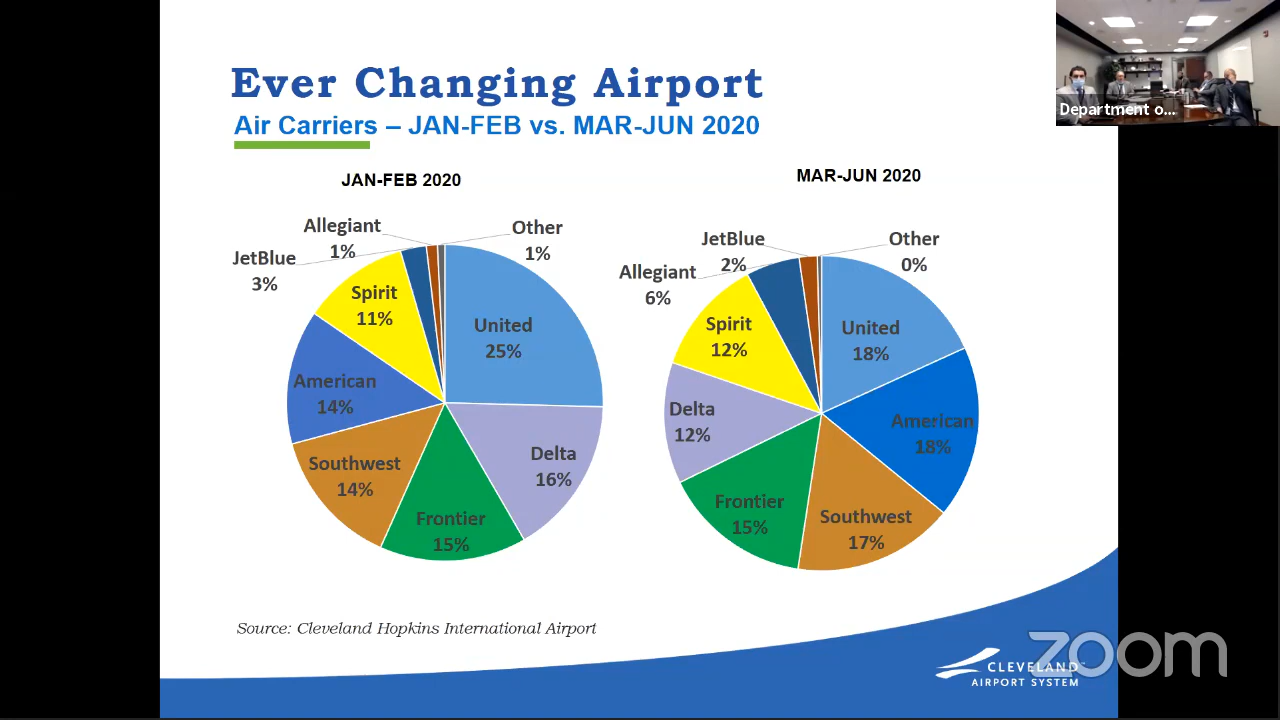 Ever Changing Airport
Air Carriers – JAN-FEB vs. MAR-JUN 2020
Department o...
JAN-FEB 2020
Allegiant
1%
Other
1%
JetBlue
3%
Spirit
11%
United
25%
American
14%
Delta
16%
Southwest
14%
Frontier
15%
MAR-JUN 2020
JetBlue
2%
Other
0%
Allegiant
6%
Spirit
12%
United
18%
Delta
12%
American
18%
Frontier
15%
Southwest
17%
Source: Cleveland Hopkins International Airport
CLEVELAND
AIRPORT SYSTEM
zoom